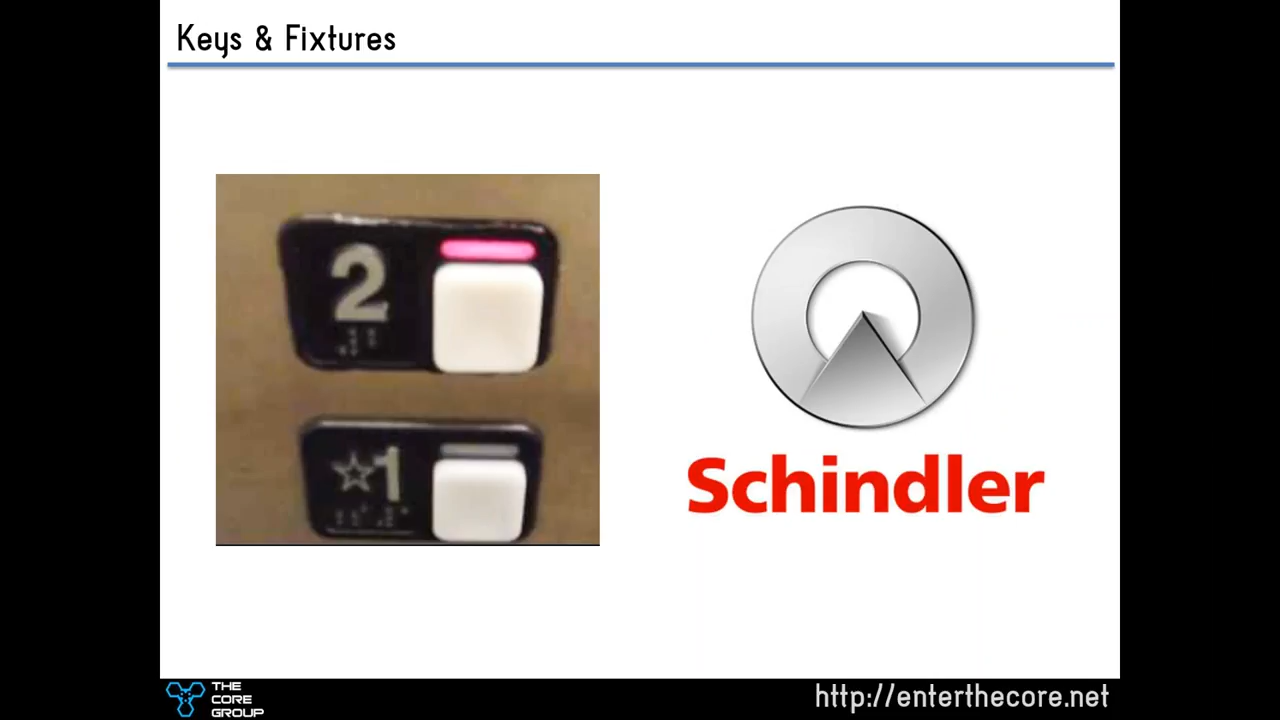 Keys & Fixtures
2
☆1
Schindler
THE
CORE
GROUP
http://enterthecore.net